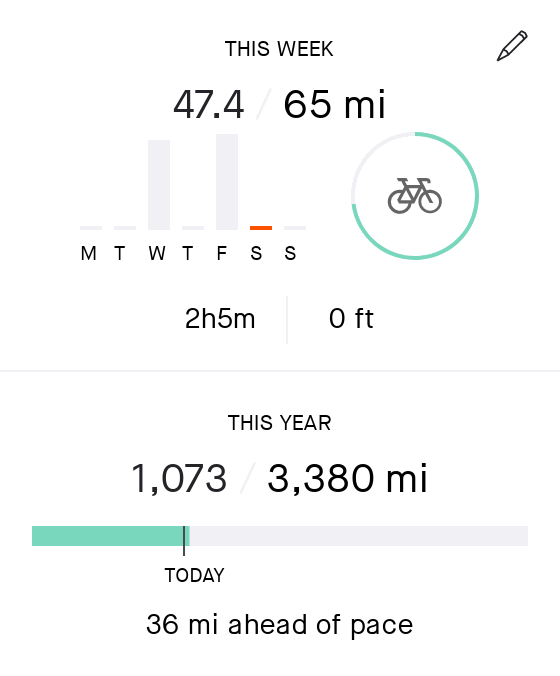 THIS WEEK
47.4 / 65 mi
M T W T F S S
2h5m 0 ft
THIS YEAR
1,073 / 3,380 mi
TODAY
36 mi ahead of pace